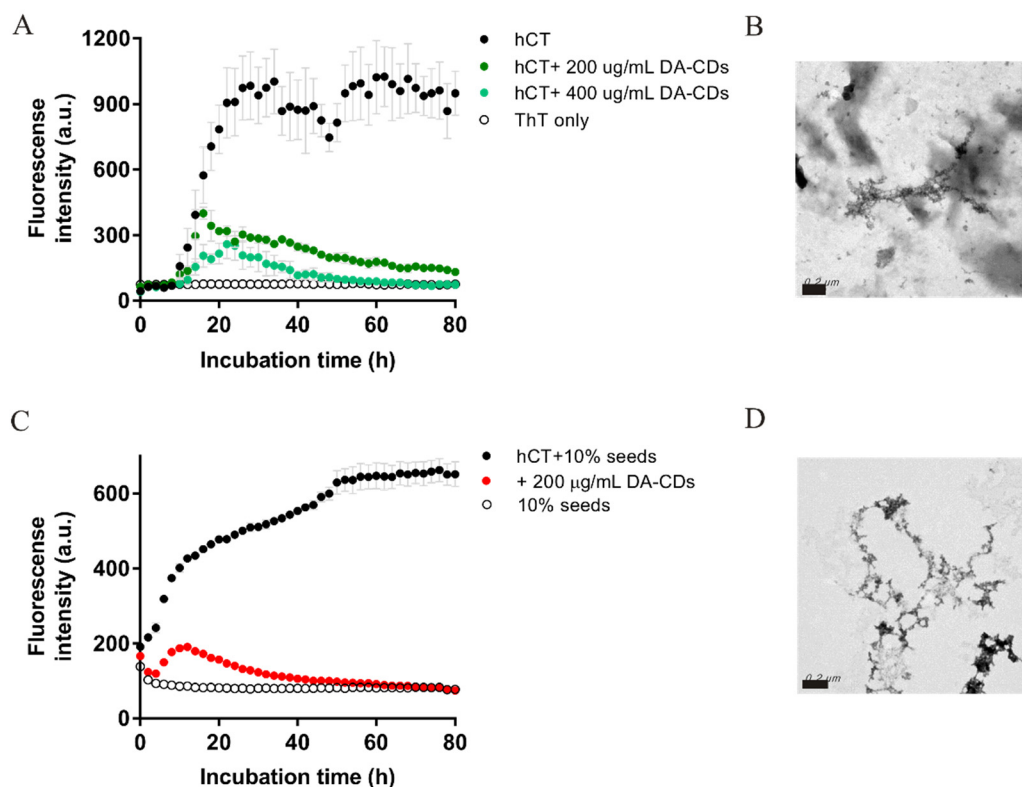 A
1200
900
600
300
0
Fluorescense
intensity (a.u.)
0
20
40
60
80
Incubation time (h)
hCT
hCT+ 200 ug/mL DA-CDs
hCT+ 400 ug/mL DA-CDs
ThT only
B
0.2 µm
C
600
400
200
0
Fluorescense
intensity (a.u.)
0
20
40
60
80
Incubation time (h)
hCT+10% seeds
+ 200 µg/mL DA-CDs
10% seeds
D
0.2 µm